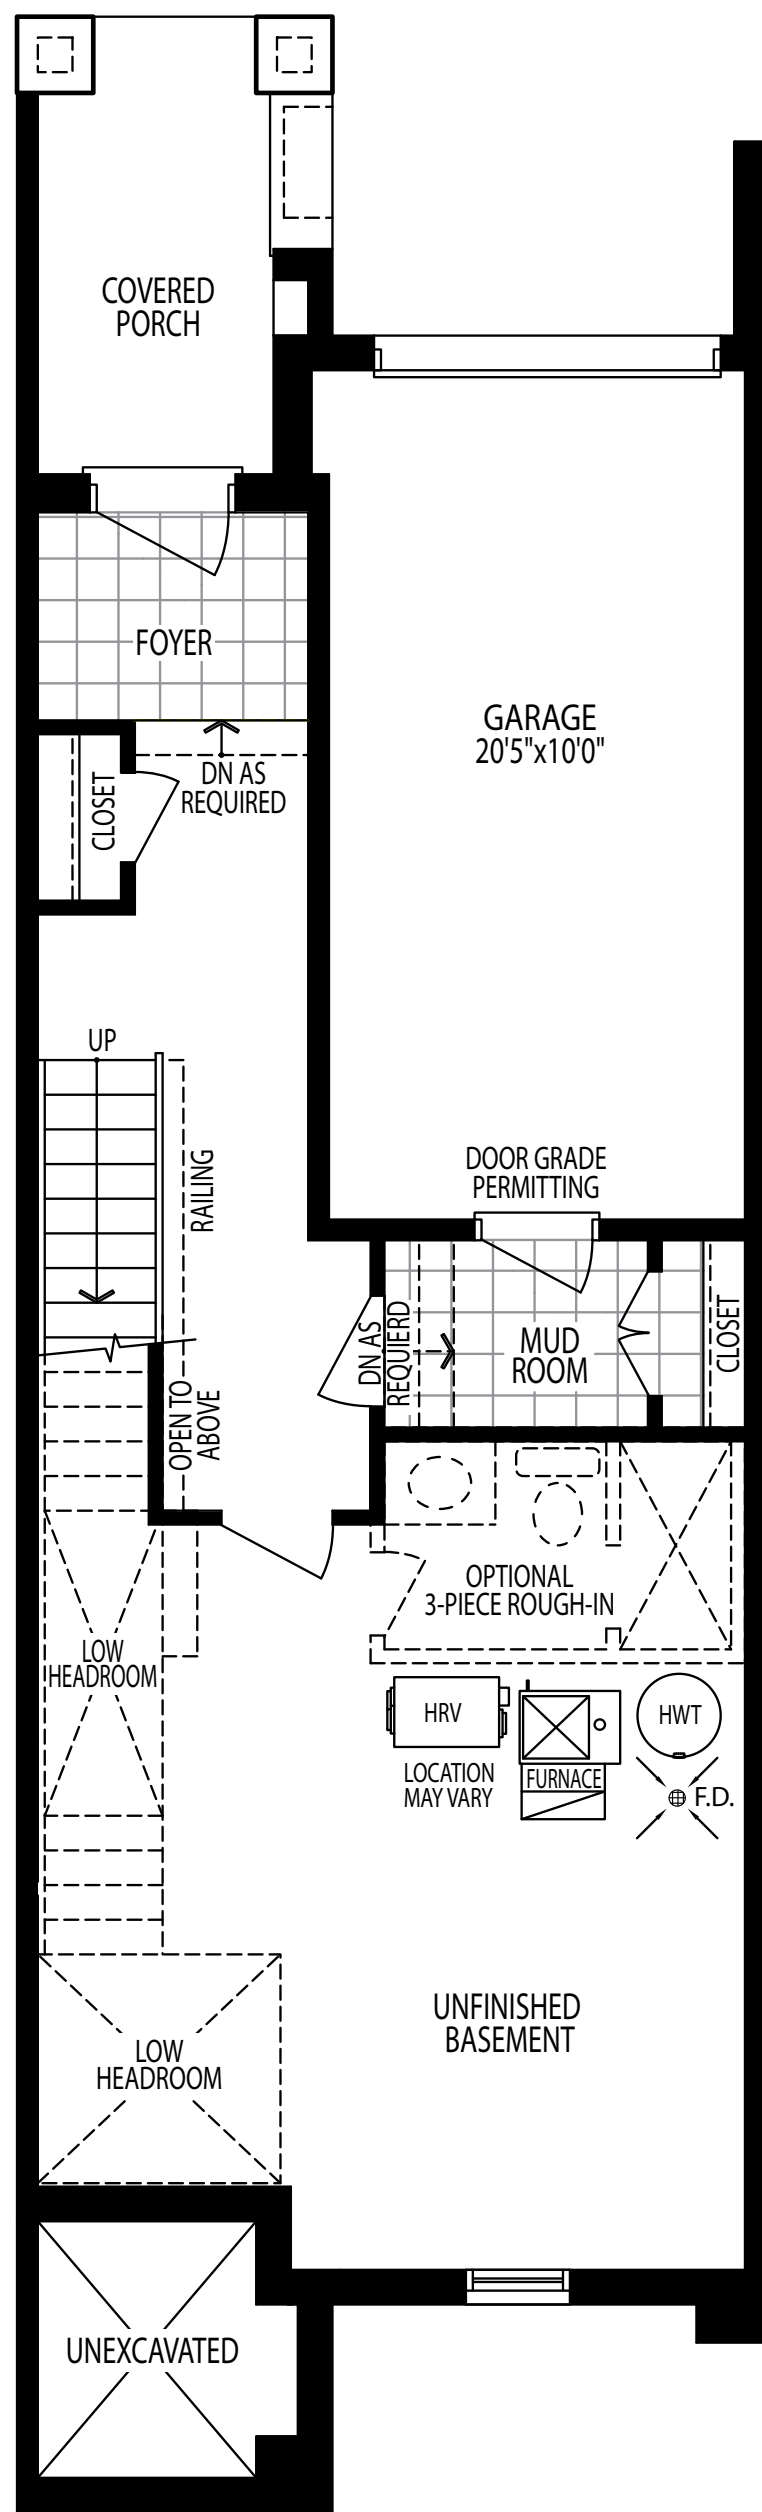 COVERED
PORCH
FOYER
GARAGE
20'5"x10'0"
DN AS
REQUIRED
CLOSET
UP
RAILING
DOOR GRADE
PERMITTING
DN AS
REQUIERD
MUD
ROOM
CLOSET
OPEN TO
ABOVE
OPTIONAL
3-PIECE ROUGH-IN
LOW
HEADROOM
HRV
HWT
LOCATION
MAY VARY
FURNACE
F.D.
UNFINISHED
BASEMENT
LOW
HEADROOM
UNEXCAVATED